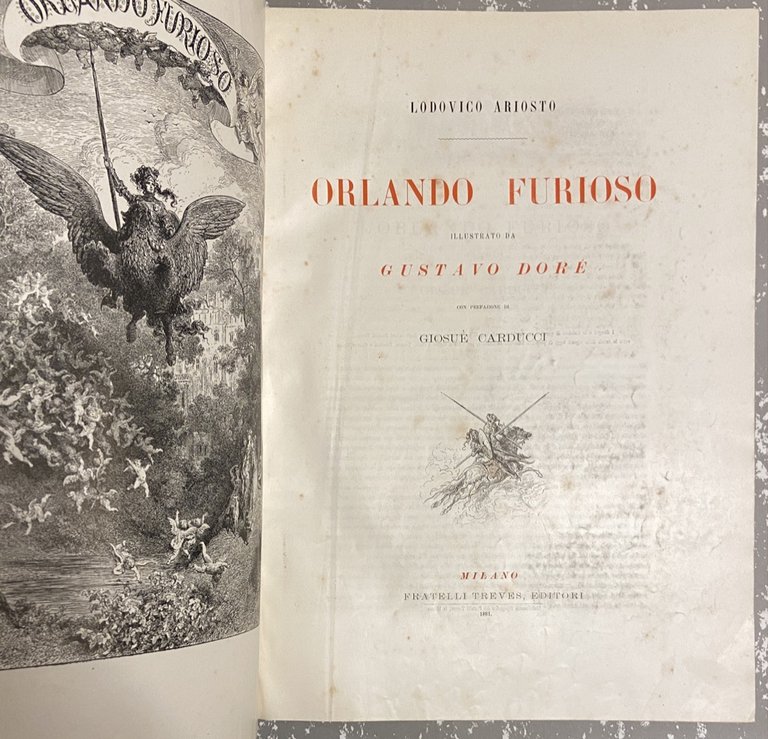 ORLANDO FURIOSO
LODOVICO ARIOSTO
ORLANDO FURIOSO
ILLUSTRATO DA
GUSTAVO DORÉ
CON PREFAZIONE DI
GIOSUÈ CARDUCCI
MILANO
FRATELLI TREVES, EDITORI
1881.